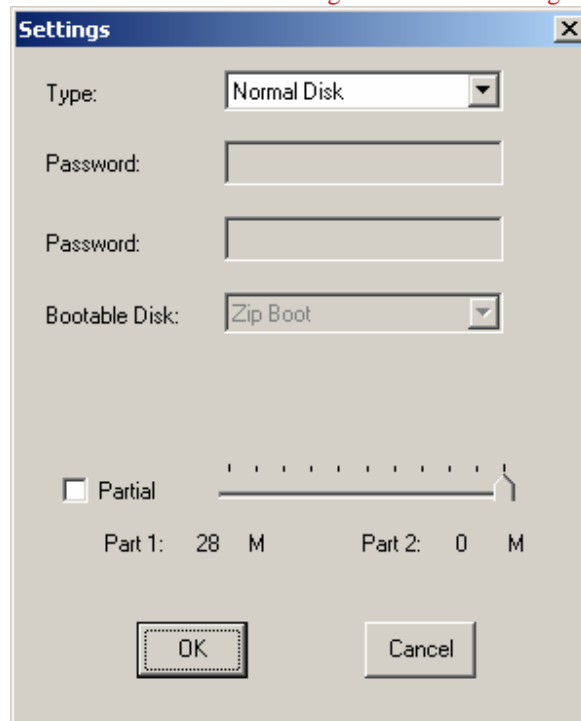 Settings
Type: Normal Disk
Password:
Password:
Bootable Disk: Zip Boot
Partial
Part 1: 28 M Part 2: 0 M
OK Cancel